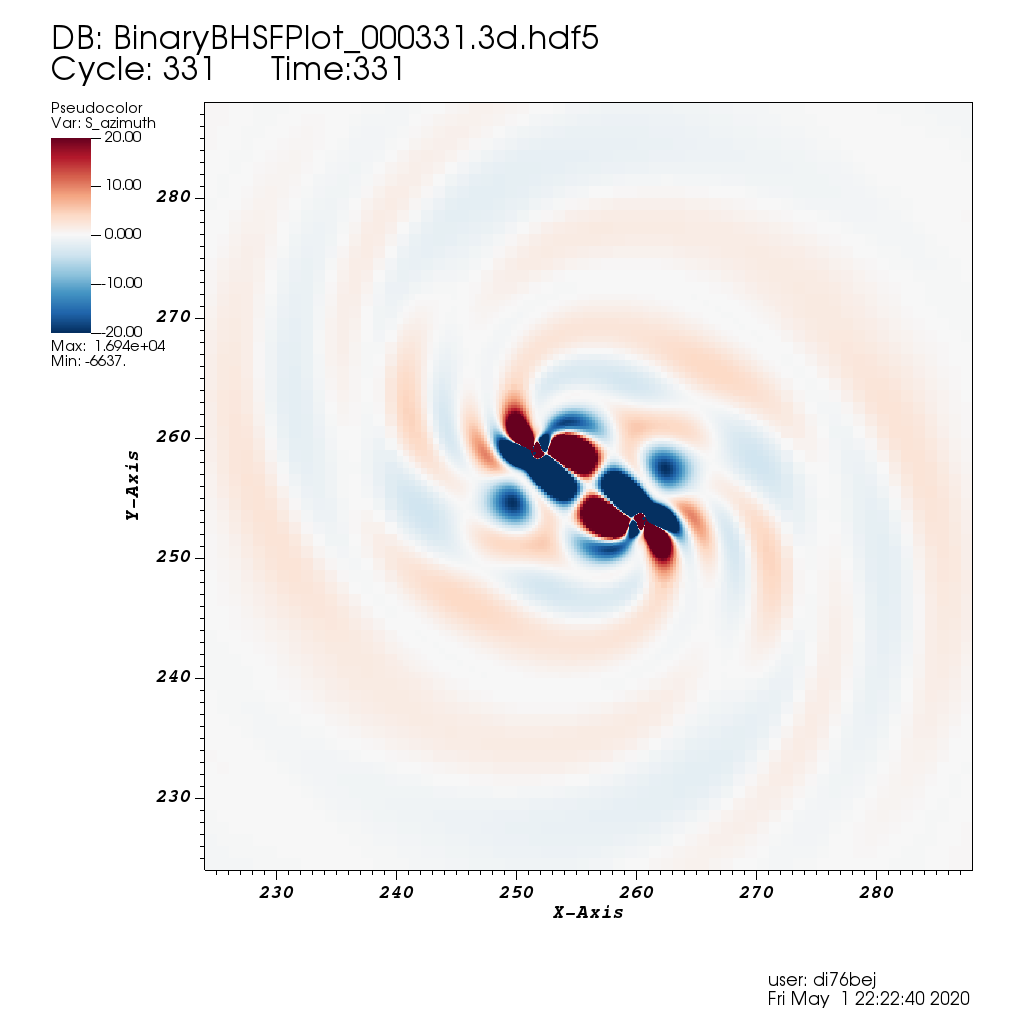 DB: BinaryBHSFPlot_000331.3d.hdf5
Cycle: 331 Time:331
Pseudocolor
Var: S_azimuth
20.00
10.00
0.000
-10.00
-20.00
Max: 1.694e+04
Min: -6637.
280
270
260
250
240
230
Y-Axis
230 240 250 260 270 280
X-Axis
user: di76bej
Fri May 1 22:22:40 2020